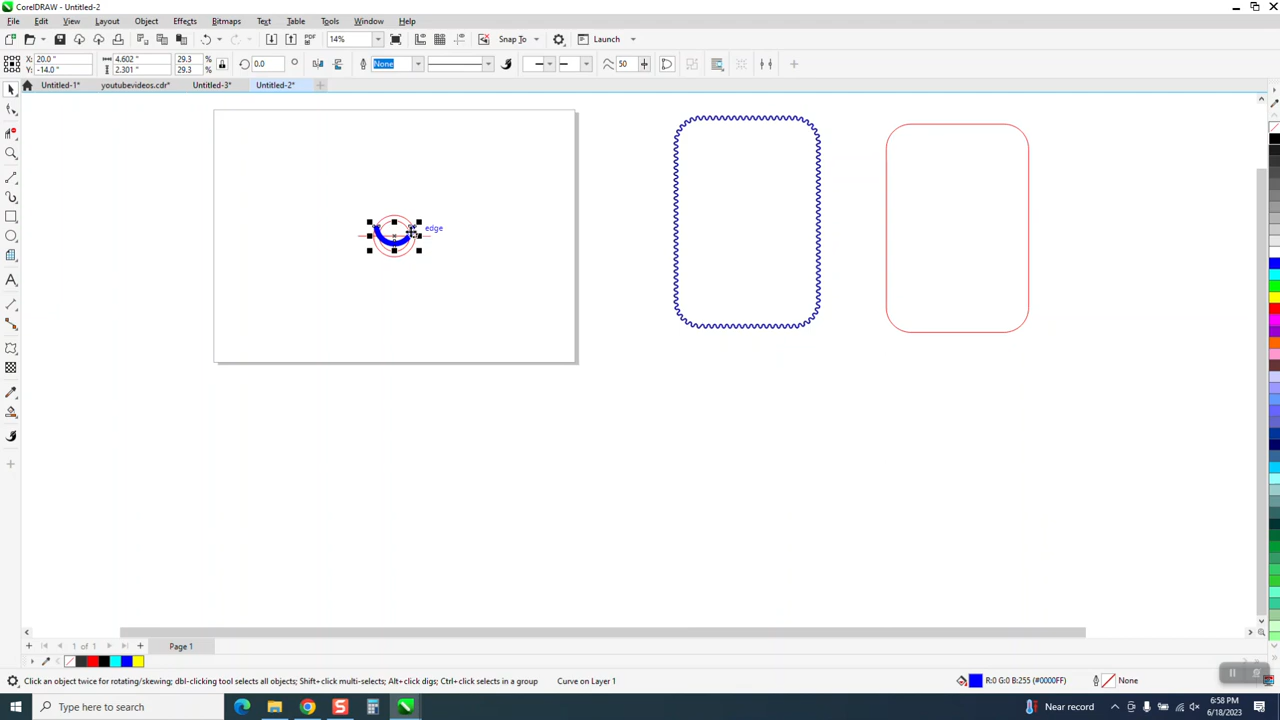 CorelDRAW - Untitled-2
File Edit View Layout Object Effects Bitmaps Text Table Tools Window Help
PDF 14% Snap To Launch
X: 20.0 " 4.602 " 29.3 %
Y: -14.0 " 2.301 " 29.3 %
0.0 ° None 50
Untitled-1* youtubevideos.cdr* Untitled-3* Untitled-2*
edge
1 of 1 Page 1
Click an object twice for rotating/skewing; dbl-clicking tool selects all objects; Shift+click multi-selects; Alt+click digs; Ctrl+click selects in a group Curve on Layer 1 R:0 G:0 B:255 (#0000FF) None
Type here to search Near record 6:58 PM
6/18/2023